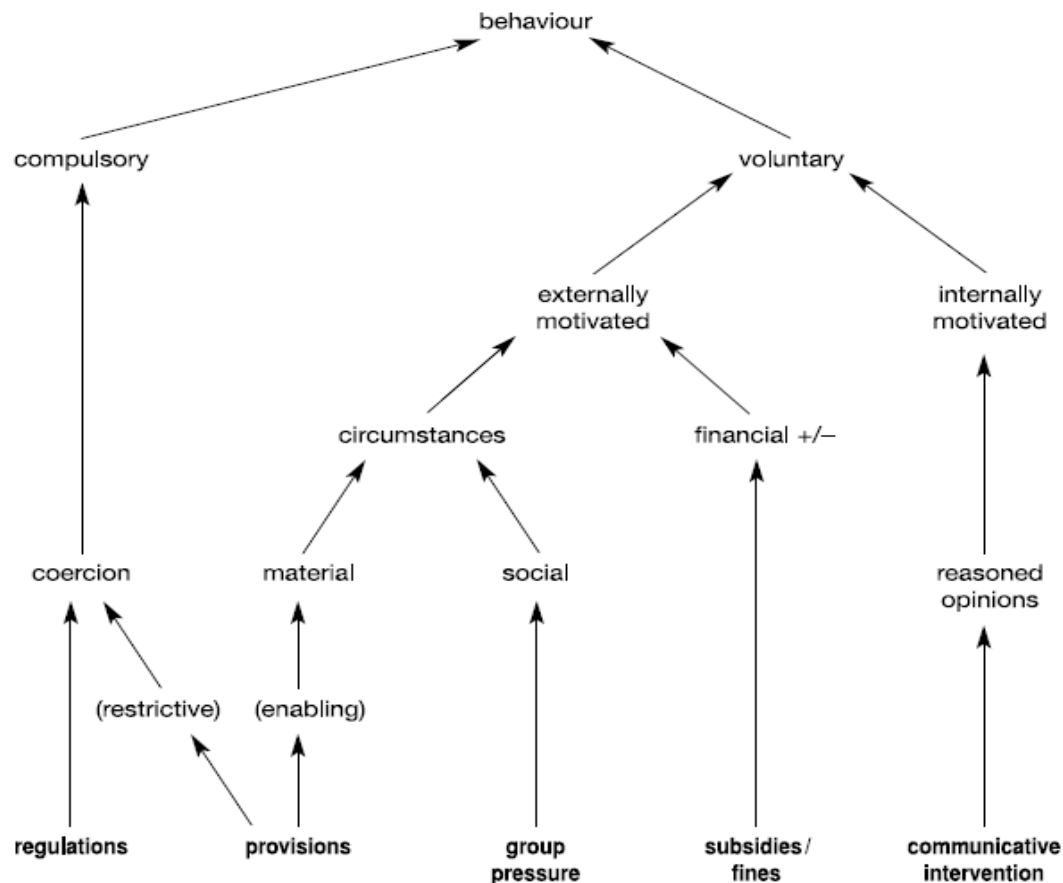 behaviour
compulsory
voluntary
externally
motivated
internally
motivated
circumstances
financial +/–
coercion
material
social
reasoned
opinions
(restrictive)
(enabling)
regulations
provisions
group
pressure
subsidies/
fines
communicative
intervention